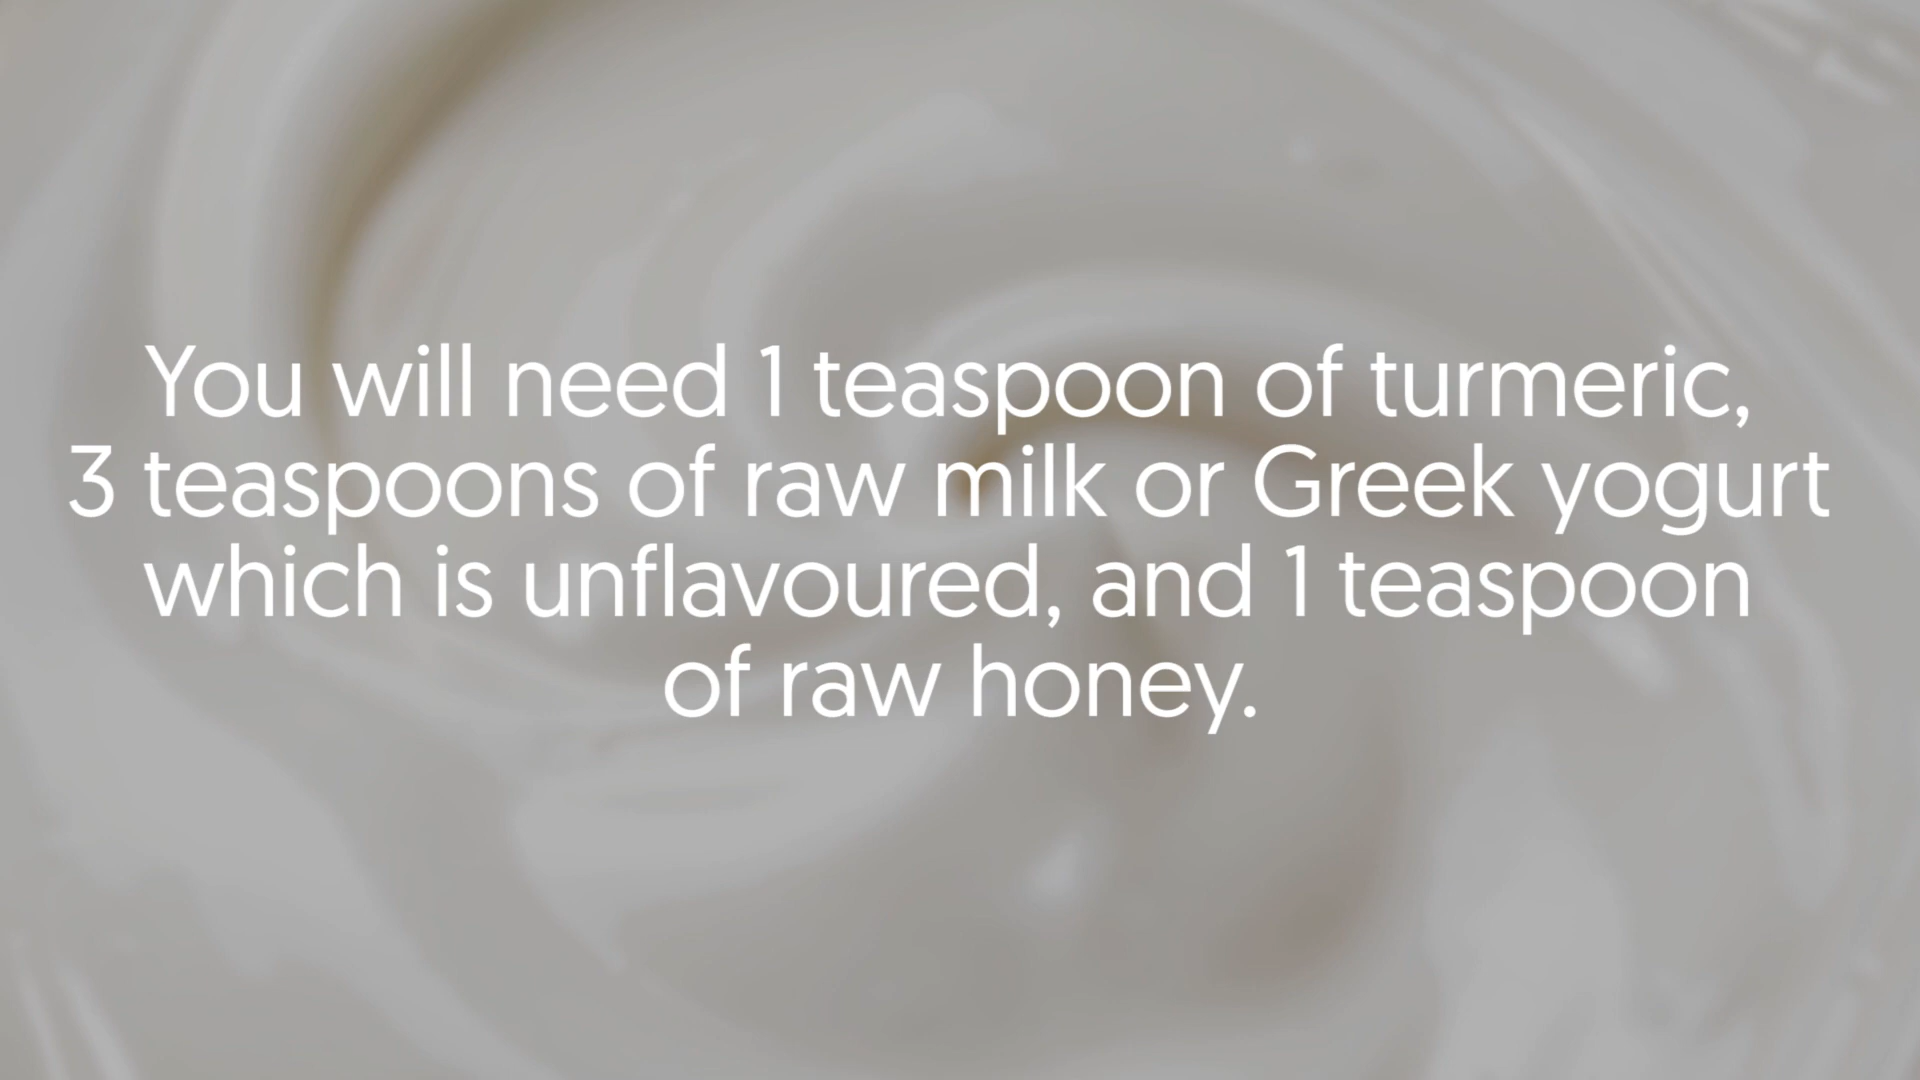 You will need 1 teaspoon of turmeric,
3 teaspoons of raw milk or Greek yogurt
which is unflavoured, and 1 teaspoon
of raw honey.